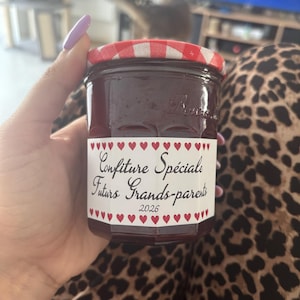 Confiture Spéciale
Futurs Grands-parents
2026